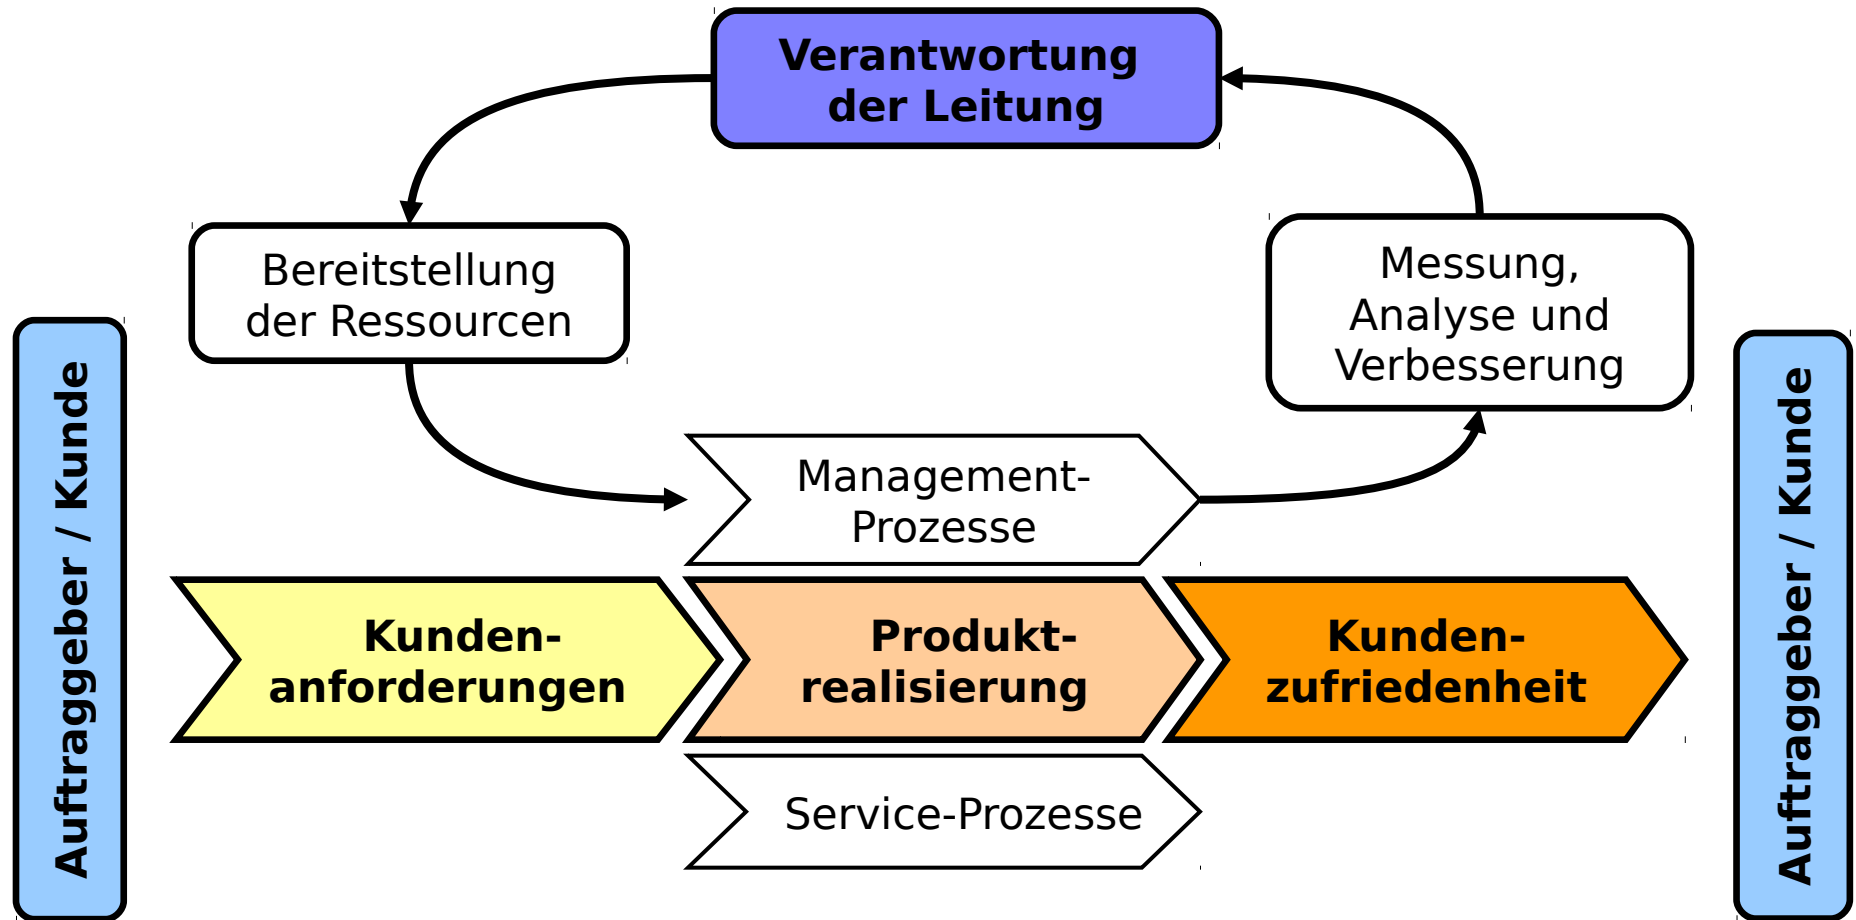 Verantwortung
der Leitung
Bereitstellung
der Ressourcen
Messung,
Analyse und
Verbesserung
Auftraggeber / Kunde
Management-
Prozesse
Kunden-
anforderungen
Produkt-
realisierung
Kunden-
zufriedenheit
Service-Prozesse
Auftraggeber / Kunde